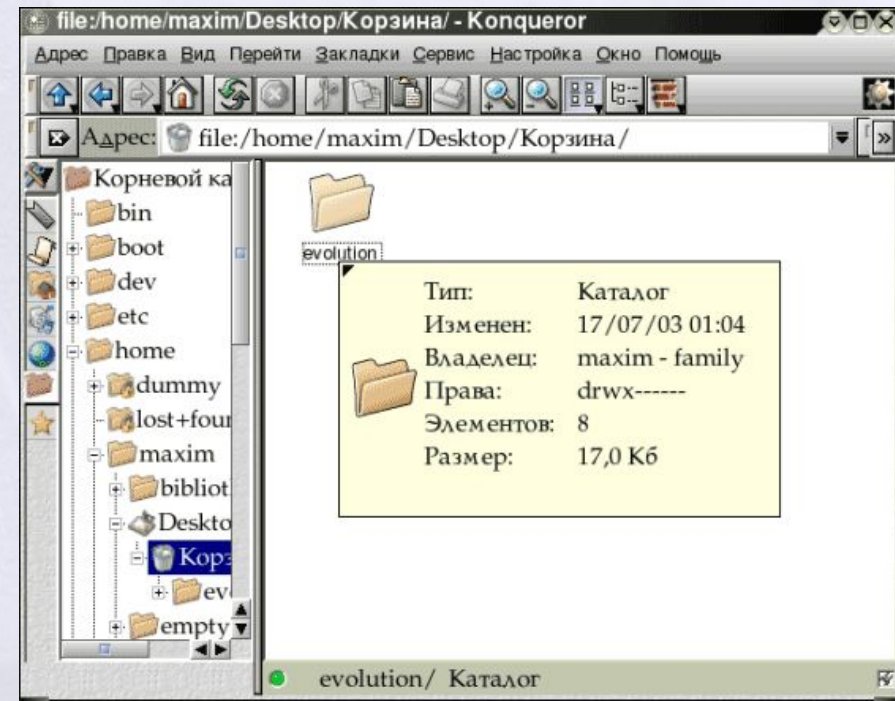 file:/home/maxim/Desktop/Корзина/ - Konqueror
Адрес Правка Вид Перейти Закладки Сервис Настройка Окно Помощь
Адрес: file:/home/maxim/Desktop/Корзина/
Корневой ка
bin
boot
dev
etc
home
dummy
lost+four
maxim
bibliot
Deskto
Корз
ev
empty
evolution
Тип: Каталог
Изменен: 17/07/03 01:04
Владелец: maxim - family
Права: drwx------
Элементов: 8
Размер: 17,0 Кб
evolution/ Каталог